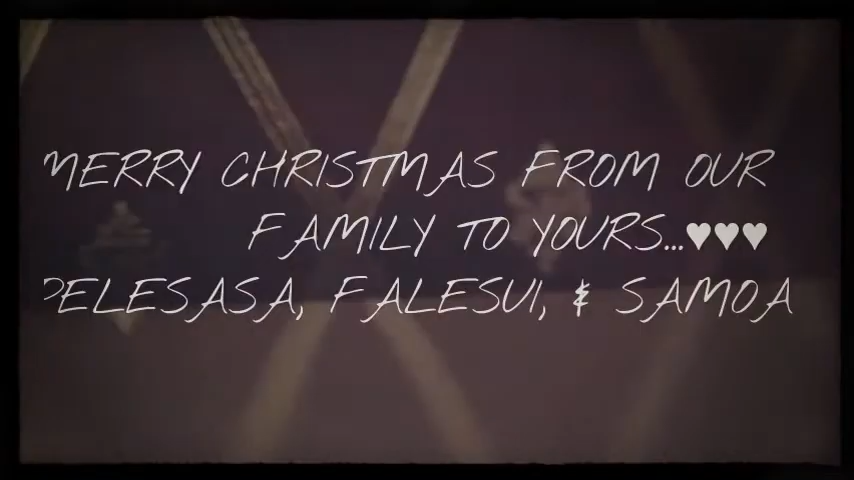 MERRY CHRISTMAS FROM OUR
FAMILY TO YOURS...♥♥♥
PELESASA, FALESUI, & SAMOA